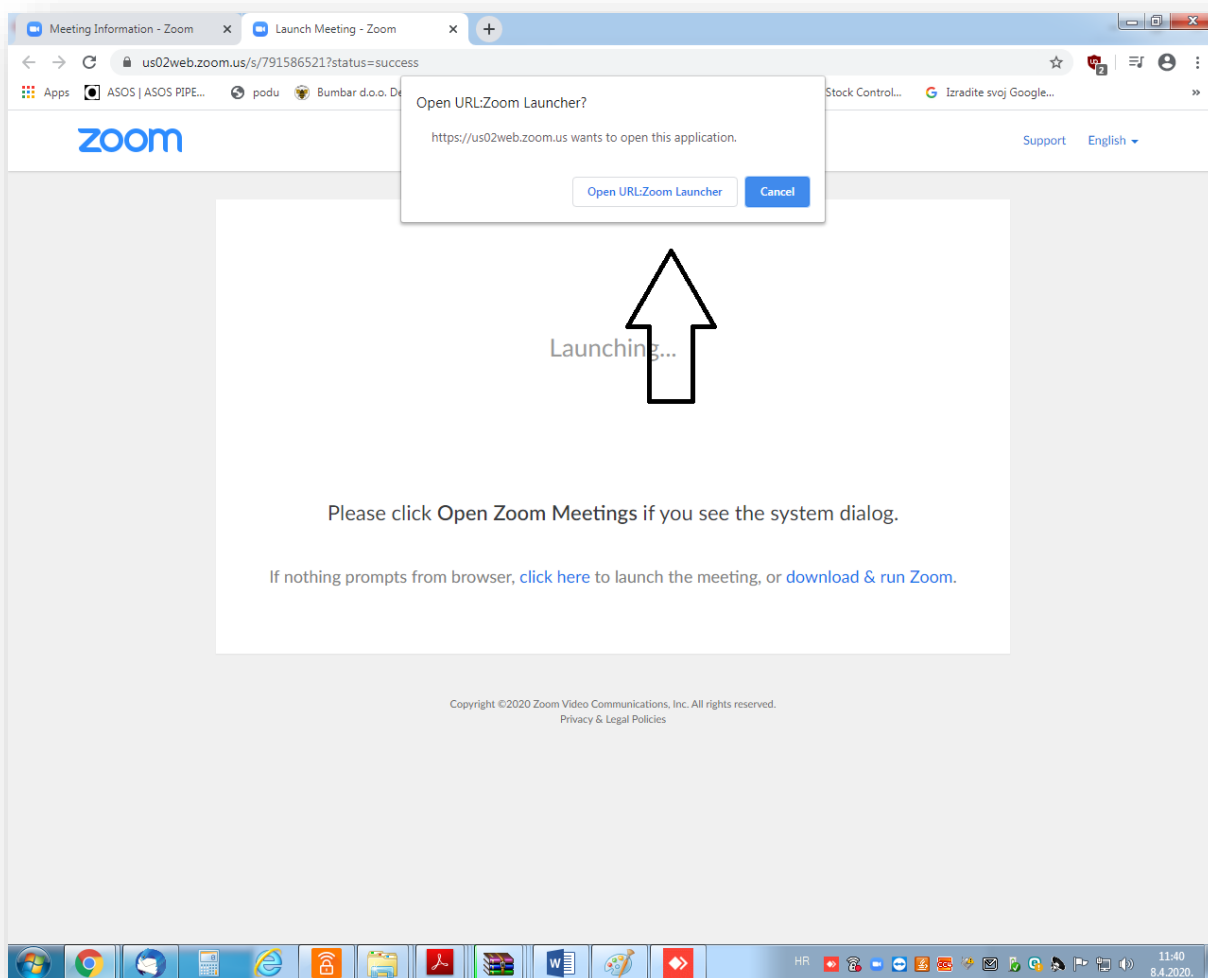 Meeting Information - Zoom
Launch Meeting - Zoom
us02web.zoom.us/s/791586521?status=success
Apps
ASOS | ASOS PIPE...
podu
Bumbar d.o.o. De
Stock Control...
Izradite svoj Google...
Open URL:Zoom Launcher?
https://us02web.zoom.us wants to open this application.
Open URL:Zoom Launcher
Cancel
zoom
Support
English
Launching...
Please click Open Zoom Meetings if you see the system dialog.
If nothing prompts from browser, click here to launch the meeting, or download & run Zoom.
Copyright ©2020 Zoom Video Communications, Inc. All rights reserved.
Privacy & Legal Policies
HR
11:40
8.4.2020.